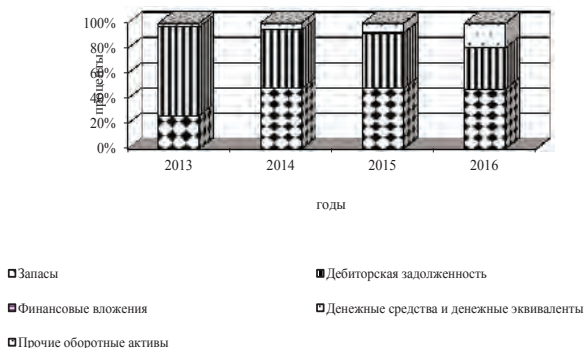 100%
80%
60%
40%
20%
0%
проценты
2013 2014 2015 2016
годы
Запасы
Дебиторская задолженность
Финансовые вложения
Денежные средства и денежные эквиваленты
Прочие оборотные активы